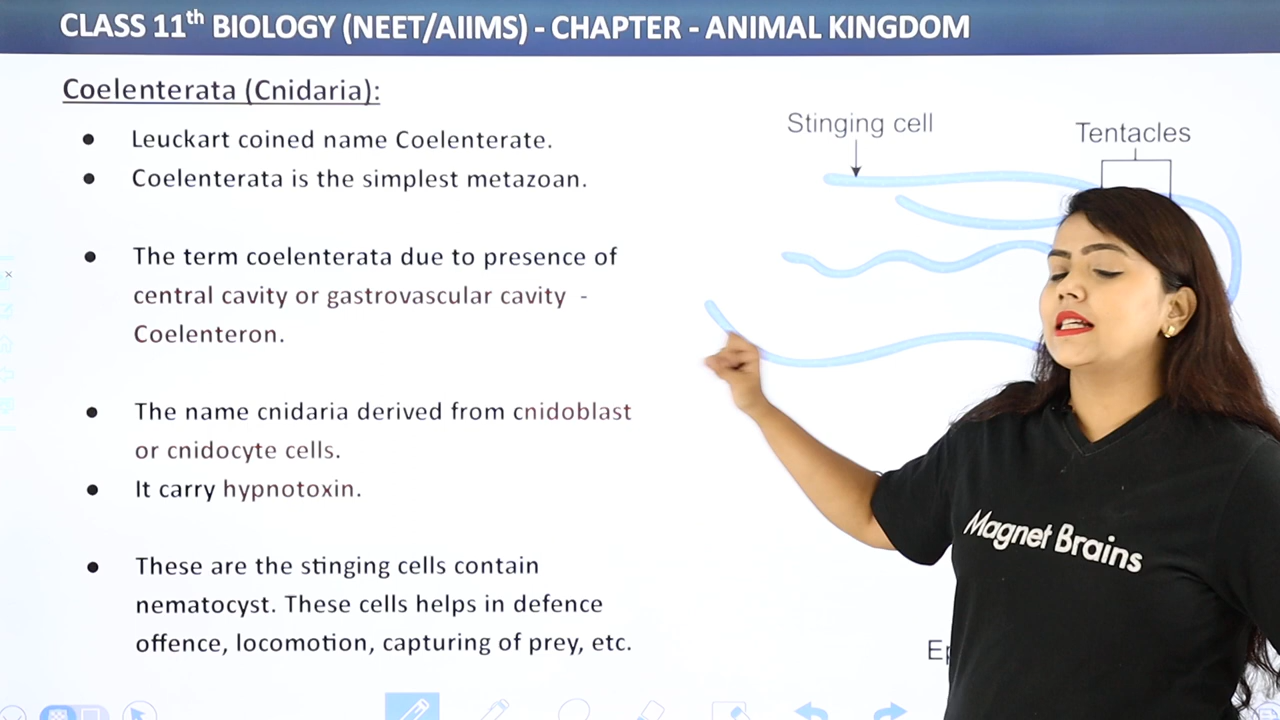 CLASS 11th BIOLOGY (NEET/AIIMS) - CHAPTER - ANIMAL KINGDOM
Coelenterata (Cnidaria):
● Leuckart coined name Coelenterate.
● Coelenterata is the simplest metazoan.
● The term coelenterata due to presence of
central cavity or gastrovascular cavity -
Coelenteron.
● The name cnidaria derived from cnidoblast
or cnidocyte cells.
● It carry hypnotoxin.
● These are the stinging cells contain
nematocyst. These cells helps in defence
offence, locomotion, capturing of prey, etc.
Stinging cell
Tentacles
Magnet Brains